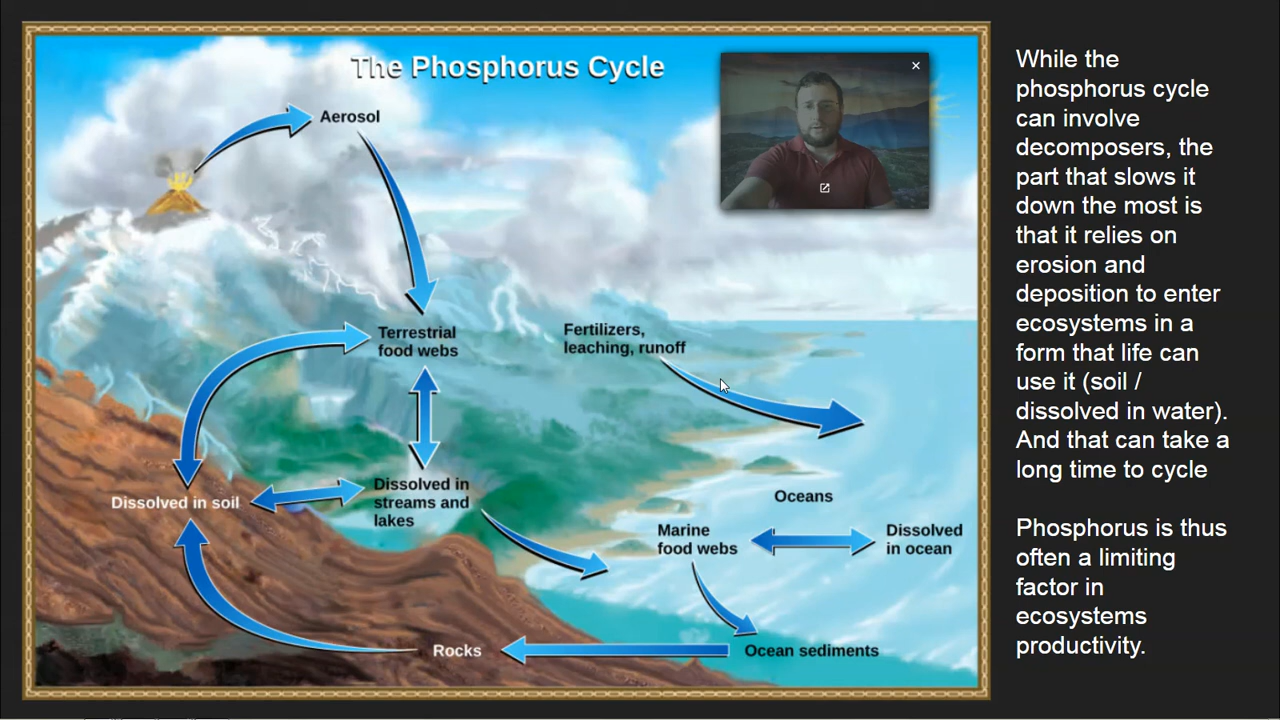 The Phosphorus Cycle
Aerosol
Terrestrial
food webs
Fertilizers,
leaching, runoff
Dissolved in soil
Dissolved in
streams and
lakes
Oceans
Marine
food webs
Dissolved
in ocean
Rocks
Ocean sediments
While the
phosphorus cycle
can involve
decomposers, the
part that slows it
down the most is
that it relies on
erosion and
deposition to enter
ecosystems in a
form that life can
use it (soil /
dissolved in water).
And that can take a
long time to cycle
Phosphorus is thus
often a limiting
factor in
ecosystems
productivity.